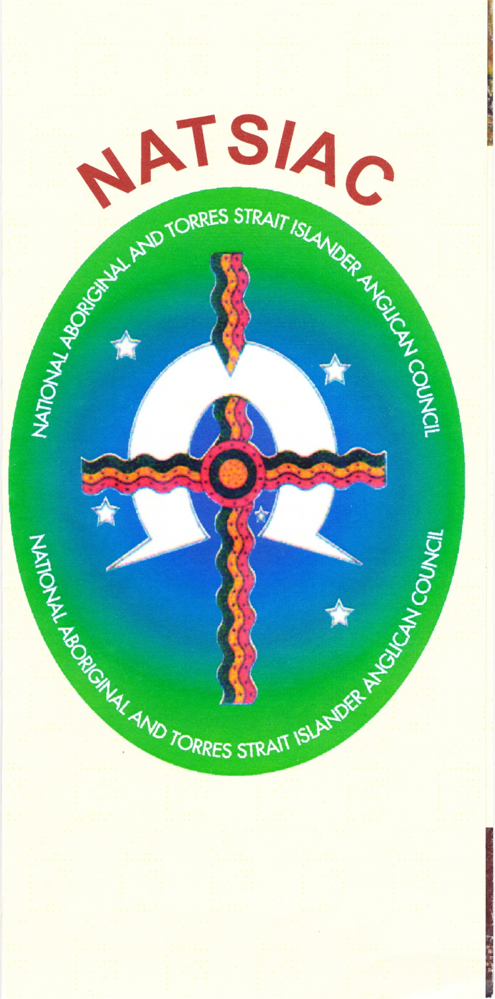 NATSIAC
NATIONAL ABORIGINAL AND TORRES STRAIT ISLANDER ANGLICAN COUNCIL
NATIONAL ABORIGINAL AND TORRES STRAIT ISLANDER ANGLICAN COUNCIL